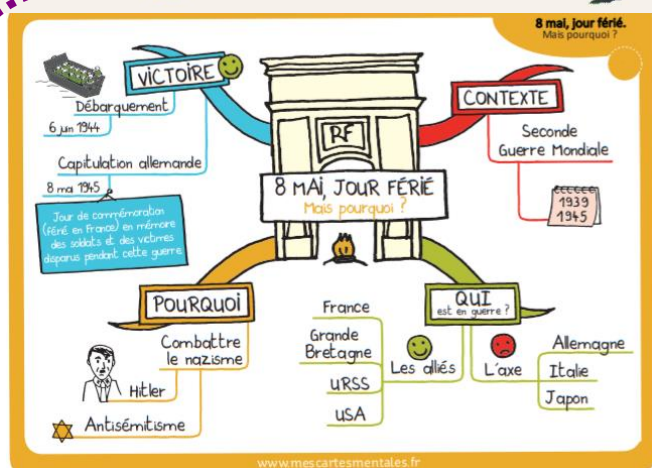 8 mai, jour férié.
Mais pourquoi ?
VICTOIRE
Débarquement
6 juin 1944
Capitulation allemande
8 mai 1945
Jour de commémoration
(férié en France) en mémoire
des soldats et des victimes
disparus pendant cette guerre
RF
8 MAI, JOUR FÉRIÉ
Mais pourquoi ?
CONTEXTE
Seconde
Guerre Mondiale
1939
1945
POURQUOI
Combattre
le nazisme
Hitler
Antisémitisme
QUI
est en guerre ?
Les alliés
France
Grande
Bretagne
URSS
USA
L'axe
Allemagne
Italie
Japon
www.mescartesmentales.fr